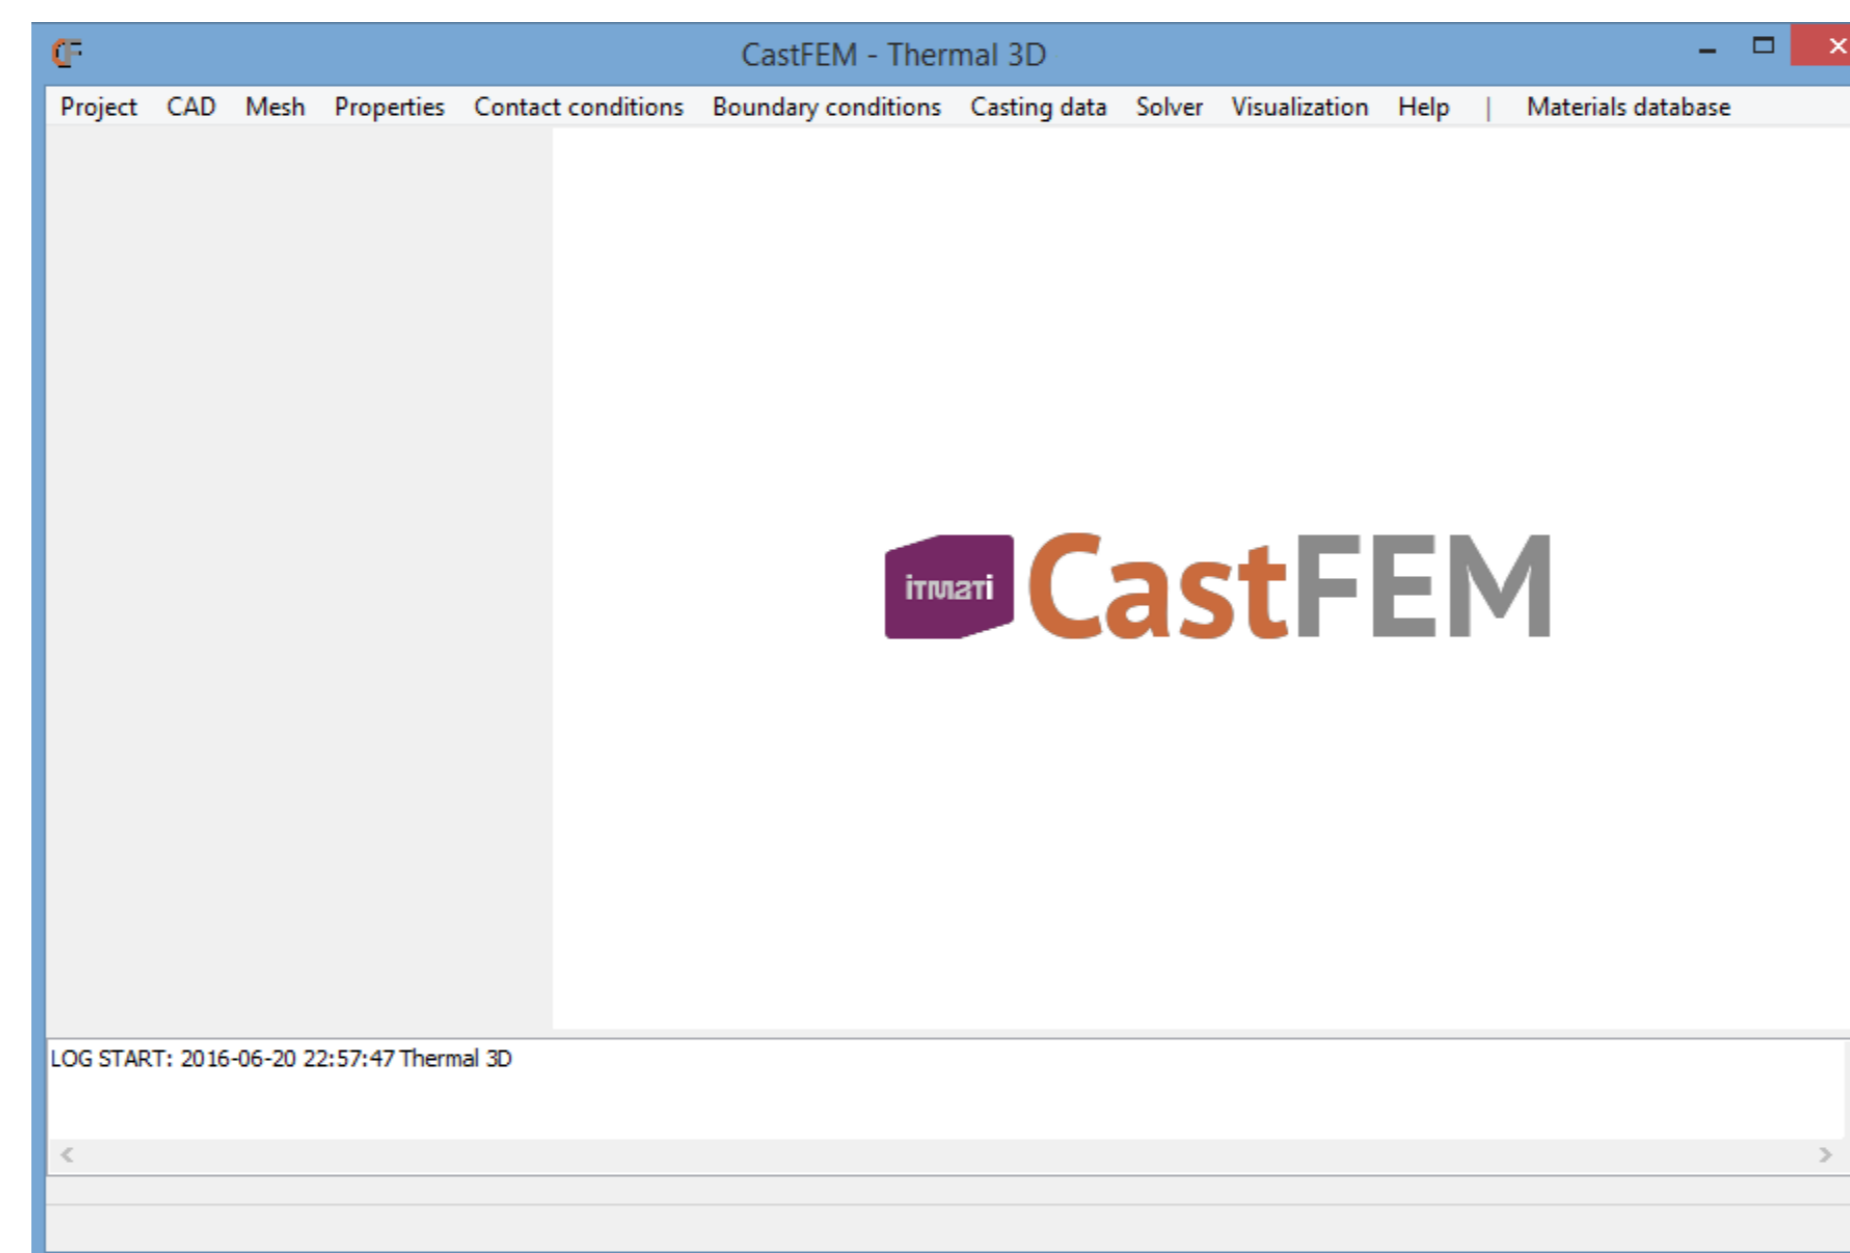 CF
CastFEM - Thermal 3D
Project CAD Mesh Properties Contact conditions Boundary conditions Casting data Solver Visualization Help | Materials database
itmati CastFEM
LOG START: 2016-06-20 22:57:47 Thermal 3D